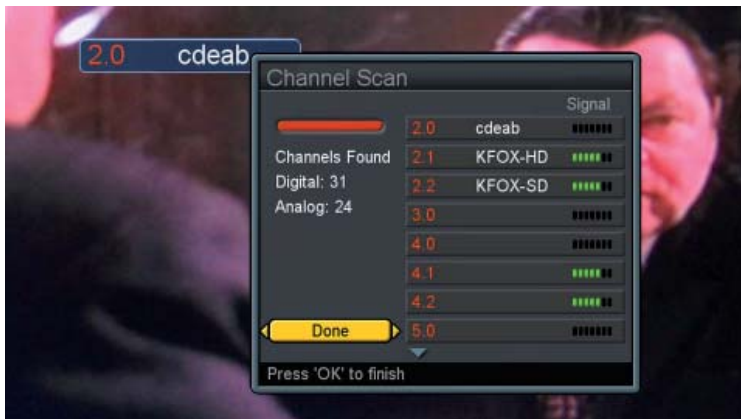 2.0 cdeab
Channel Scan
Signal
2.0 cdeab
2.1 KFOX-HD
2.2 KFOX-SD
3.0
4.0
4.1
4.2
5.0
Channels Found
Digital: 31
Analog: 24
Done
Press 'OK' to finish